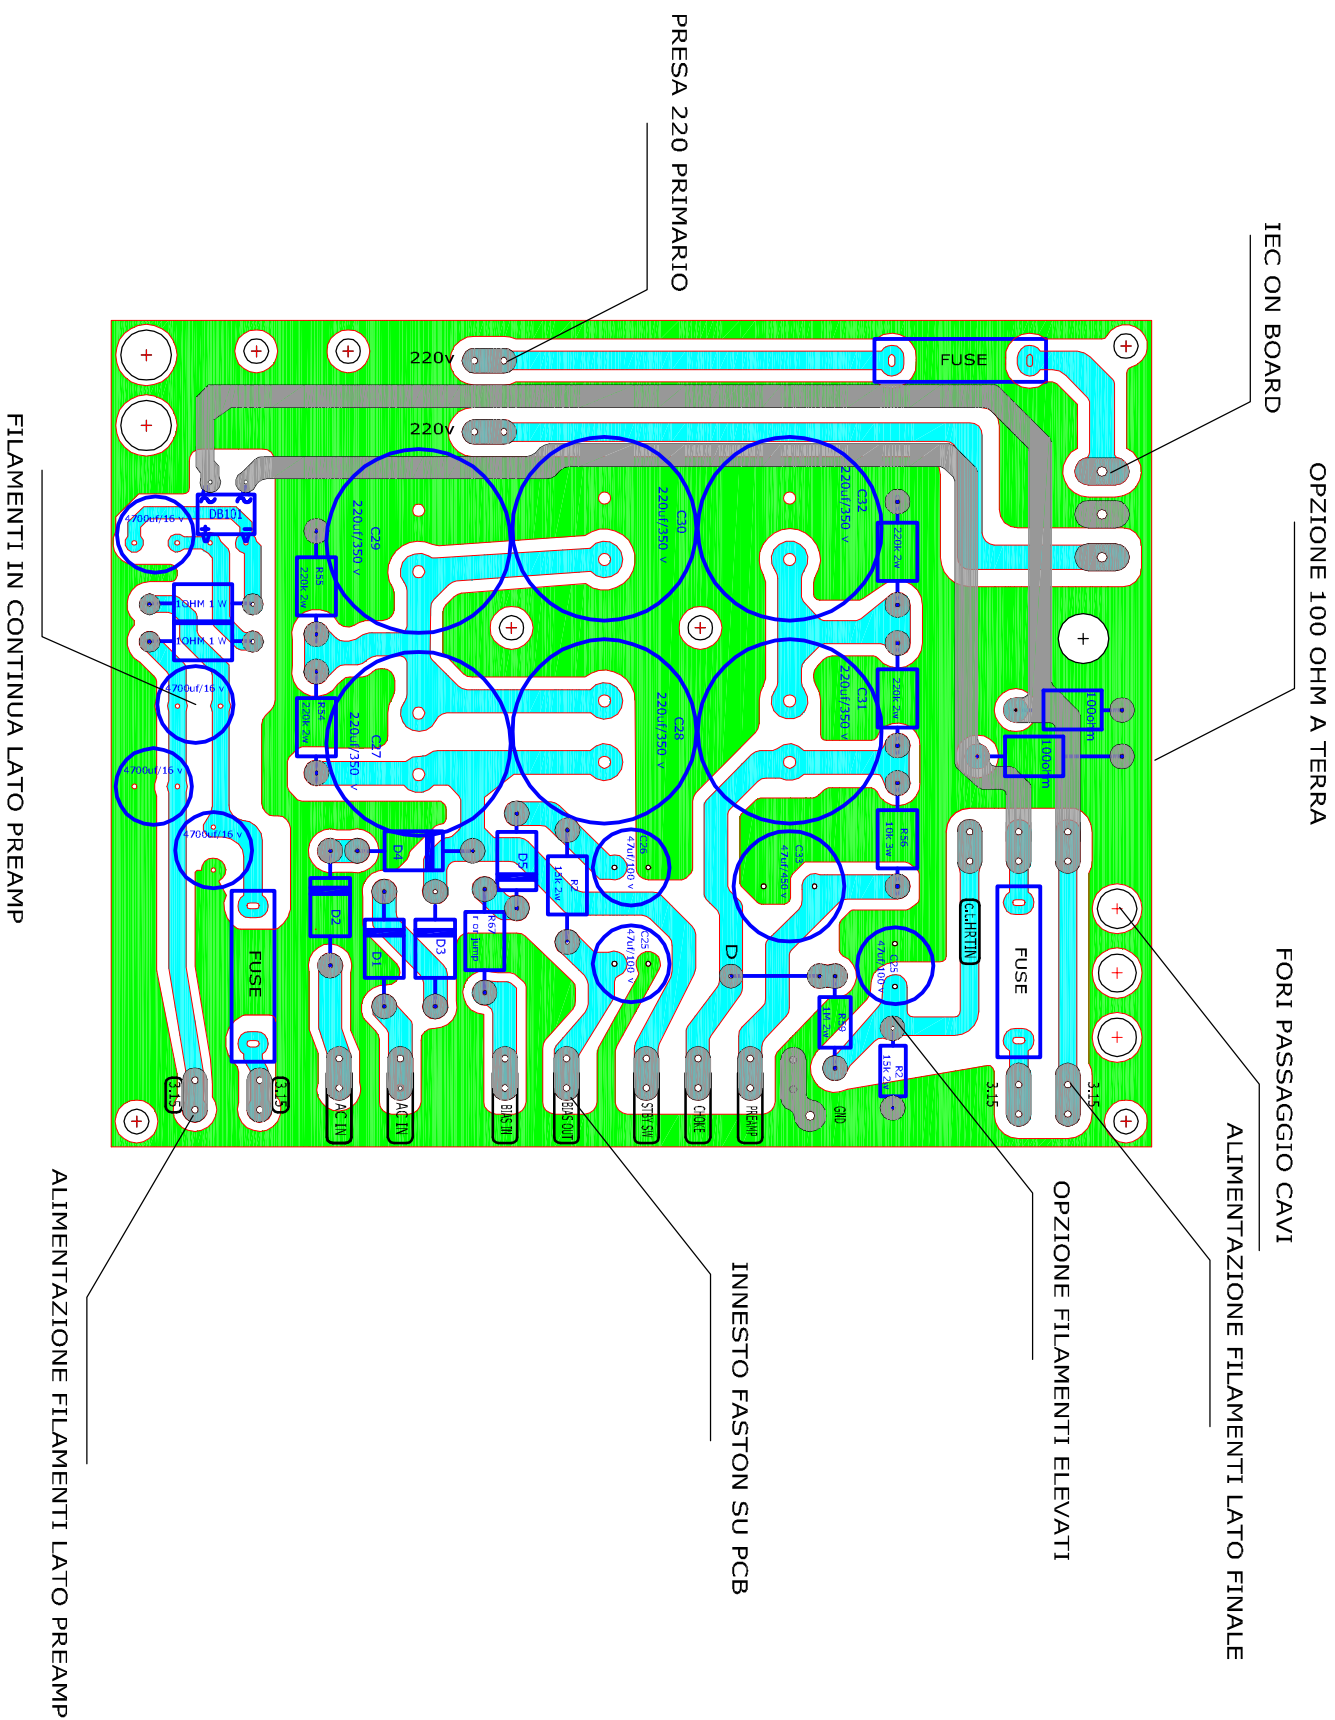 PRESA 220 PRIMARIO
IEC ON BOARD
OPZIONE 100 OHM A TERRA
FILAMENTI IN CONTINUA LATO PREAMP
FORI PASSAGGIO CAVI
ALIMENTAZIONE FILAMENTI LATO FINALE
OPZIONE FILAMENTI ELEVATI
INNESTO FASTON SU PCB
ALIMENTAZIONE FILAMENTI LATO PREAMP
220v
FUSE
220v
4700uf/16 v
DB101
C29
220uf/350 v
C30
220uf/350 v
C32
220uf/350 v
220k 2w
R55
220k 2w
1OHM 1 W
1OHM 1 W
4700uf/16 v
R54
220k 2w
C27
220uf/350 v
C28
220uf/350 v
C31
220uf/350 v
220k 2w
100ohm
100ohm
4700uf/16 v
4700uf/16 v
D4
D5
R2
15k 2w
C26
47uf/100 v
C33
47uf/450 v
R56
10k 3w
D2
D1
D3
R67
r or jump
C25
47uf/100 v
D
C25
47uf/100 v
c.t.HRTIN
FUSE
FUSE
R59
1M 2w
R2
15k 2w
3.15
3.15
AC IN
AC IN
BIAS IN
BIAS OUT
STBY SW
CHOKE
PREAMP
GND
3.15
3.15